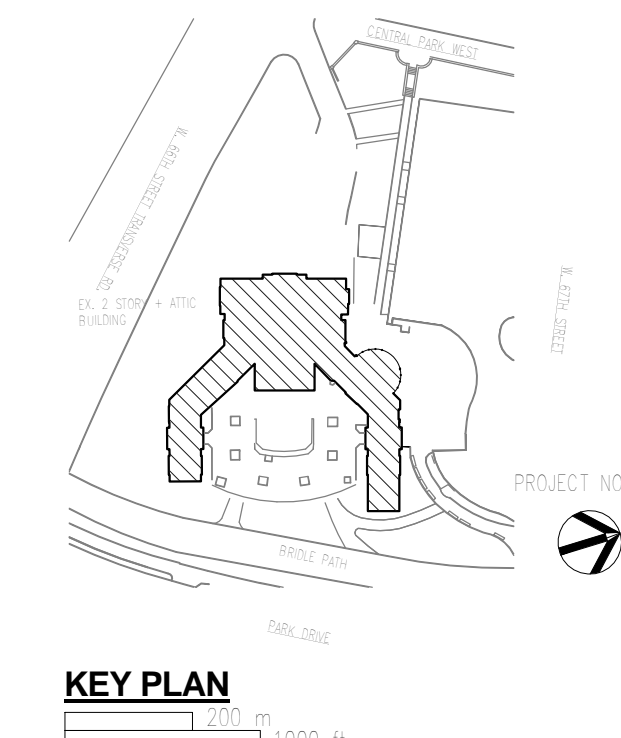 CENTRAL PARK WEST
W. 66TH STREET TRANSVERSE RD.
EX. 2 STORY + ATTIC
BUILDING
W. 67TH STREET
PROJECT NO
BRIDLE PATH
PARK DRIVE
KEY PLAN
200 m
1000 ft